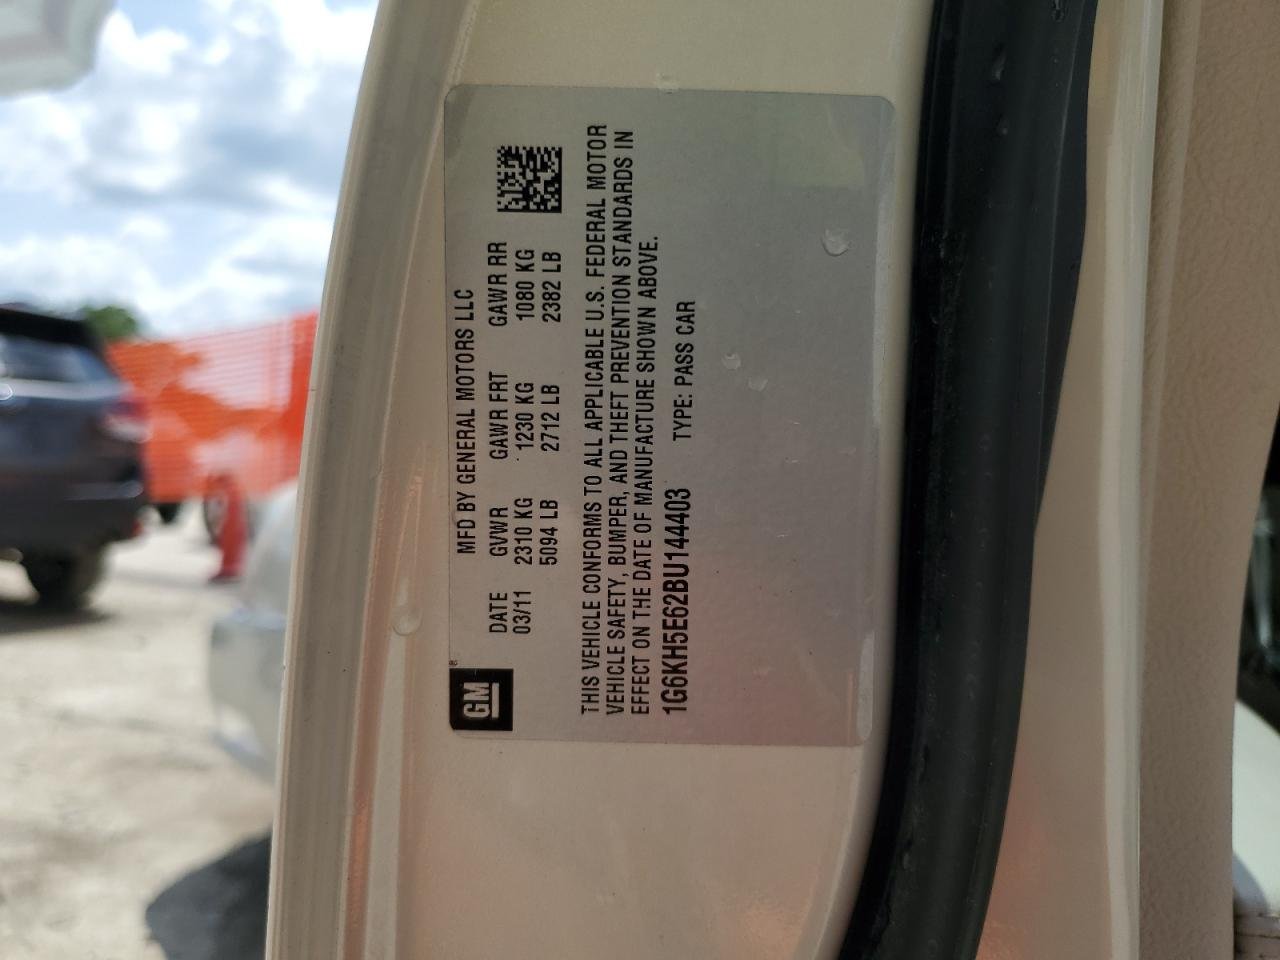 GM ®
MFD BY GENERAL MOTORS LLC
DATE GVWR GAWR FRT GAWR RR
03/11 2310 KG 1230 KG 1080 KG
5094 LB 2712 LB 2382 LB
THIS VEHICLE CONFORMS TO ALL APPLICABLE U.S. FEDERAL MOTOR
VEHICLE SAFETY, BUMPER, AND THEFT PREVENTION STANDARDS IN
EFFECT ON THE DATE OF MANUFACTURE SHOWN ABOVE.
1G6KH5E62BU144403 TYPE: PASS CAR